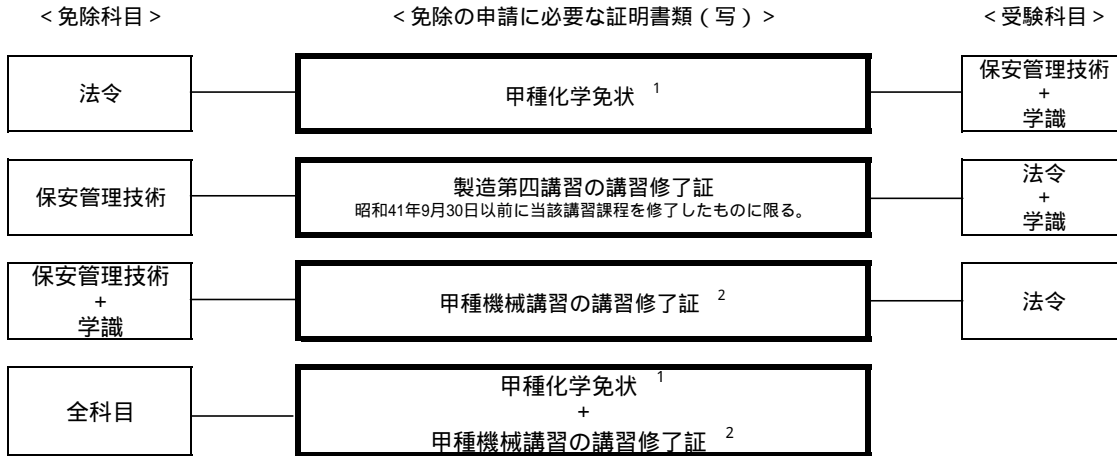 <免除科目>
<免除の申請に必要な証明書類(写)>
<受験科目>
法令
甲種化学免状 1
保安管理技術
+
学識
保安管理技術
製造第四講習の講習修了証
昭和41年9月30日以前に当該講習課程を修了したものに限る。
法令
+
学識
保安管理技術
+
学識
甲種機械講習の講習修了証 2
法令
全科目
甲種化学免状 1
+
甲種機械講習の講習修了証 2